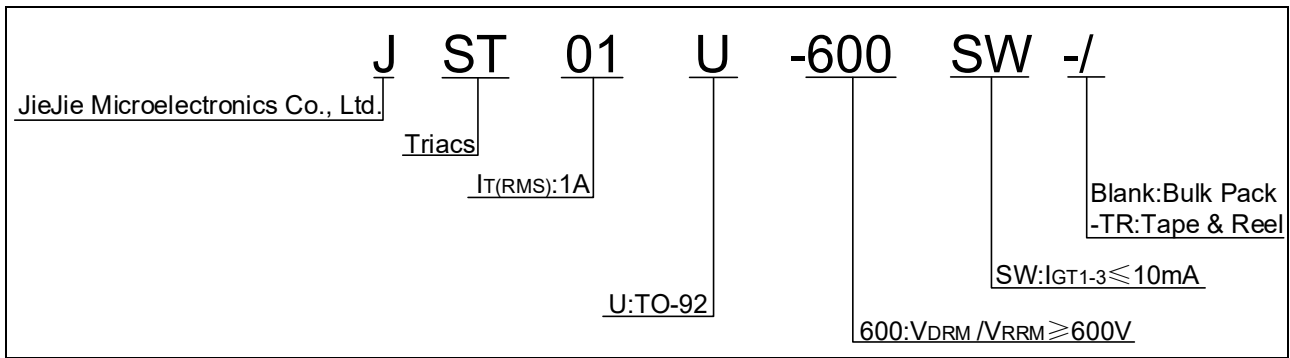 J ST 01 U -600 SW -/
JieJie Microelectronics Co., Ltd.
Triacs
IT(RMS):1A
Blank:Bulk Pack
-TR:Tape & Reel
SW:IGT1-3≤10mA
U:TO-92
600:VDRM /VRRM≥600V